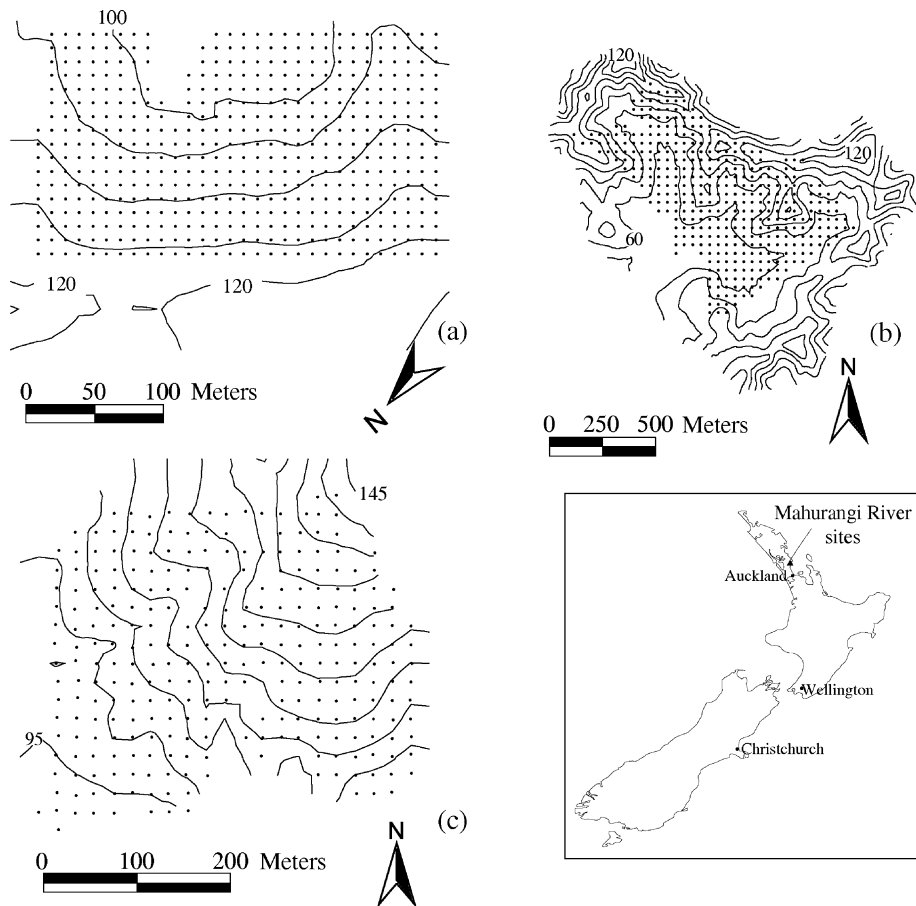 100
120
120
(a)
0 50 100 Meters
N
120
120
60
(b)
N
0 250 500 Meters
145
95
(c)
N
0 100 200 Meters
Mahurangi River
sites
Auckland
Wellington
Christchurch